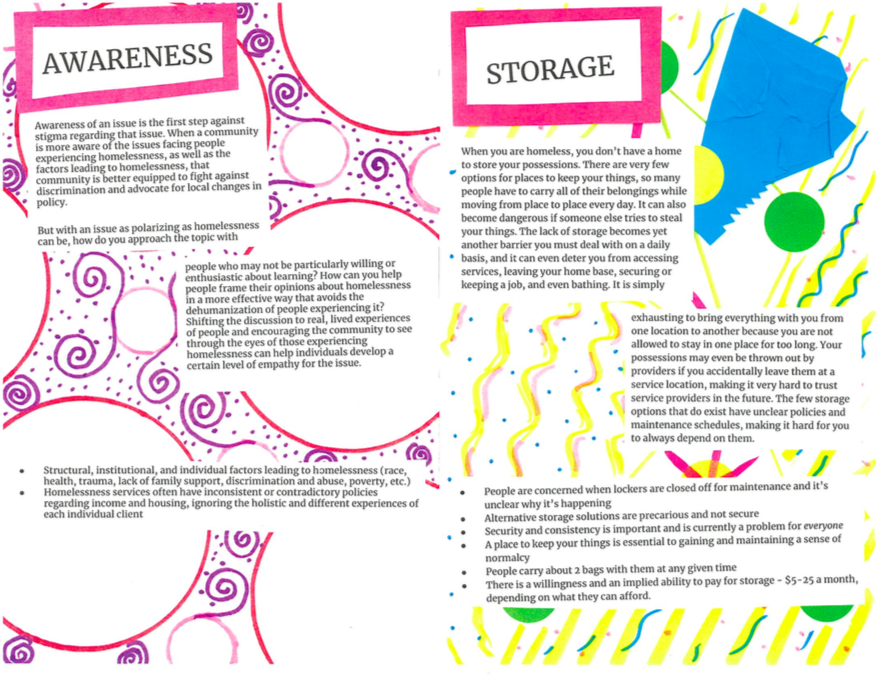 AWARENESS
Awareness of an issue is the first step against
stigma regarding that issue. When a community
is more aware of the issues facing people
experiencing homelessness, as well as the
factors leading to homelessness, that
community is better equipped to fight against
discrimination and advocate for local changes in
policy.
But with an issue as polarizing as homelessness
can be, how do you approach the topic with
people who may not be particularly willing or
enthusiastic about learning? How can you help
people frame their opinions about homelessness
in a more effective way that avoids the
dehumanization of people experiencing it?
Shifting the discussion to real, lived experiences
of people and encouraging the community to see
through the eyes of those experiencing
homelessness can help individuals develop a
certain level of empathy for the issue.
• Structural, institutional, and individual factors leading to homelessness (race,
health, trauma, lack of family support, discrimination and abuse, poverty, etc.)
• Homelessness services often have inconsistent or contradictory policies
regarding income and housing, ignoring the holistic and different experiences of
each individual client
STORAGE
When you are homeless, you don't have a home
to store your possessions. There are very few
options for places to keep your things, so many
people have to carry all of their belongings while
moving from place to place every day. It can also
become dangerous if someone else tries to steal
your things. The lack of storage becomes yet
another barrier you must deal with on a daily
basis, and it can even deter you from accessing
services, leaving your home base, securing or
keeping a job, and even bathing. It is simply
exhausting to bring everything with you from
one location to another because you are not
allowed to stay in one place for too long. Your
possessions may even be thrown out by
providers if you accidentally leave them at a
service location, making it very hard to trust
service providers in the future. The few storage
options that do exist have unclear policies and
maintenance schedules, making it hard for you
to always depend on them.
• People are concerned when lockers are closed off for maintenance and it's
unclear why it's happening
• Alternative storage solutions are precarious and not secure
• Security and consistency is important and is currently a problem for everyone
• A place to keep your things is essential to gaining and maintaining a sense of
normalcy
• People carry about 2 bags with them at any given time
• There is a willingness and an implied ability to pay for storage - $5-25 a month,
depending on what they can afford.